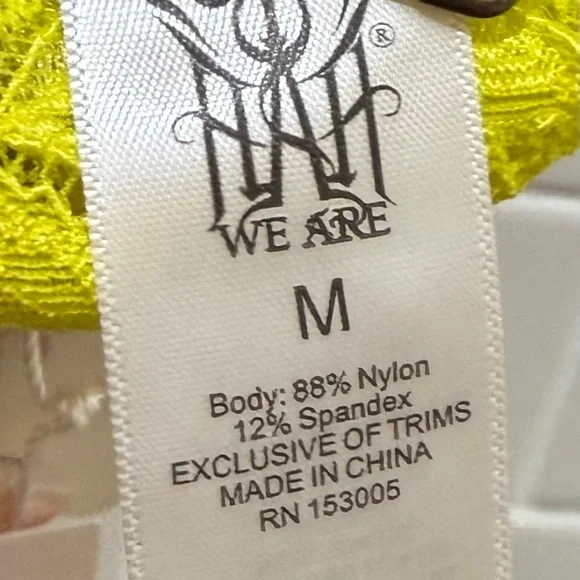 ®
WE ARE
M
Body: 88% Nylon
12% Spandex
EXCLUSIVE OF TRIMS
MADE IN CHINA
RN 153005